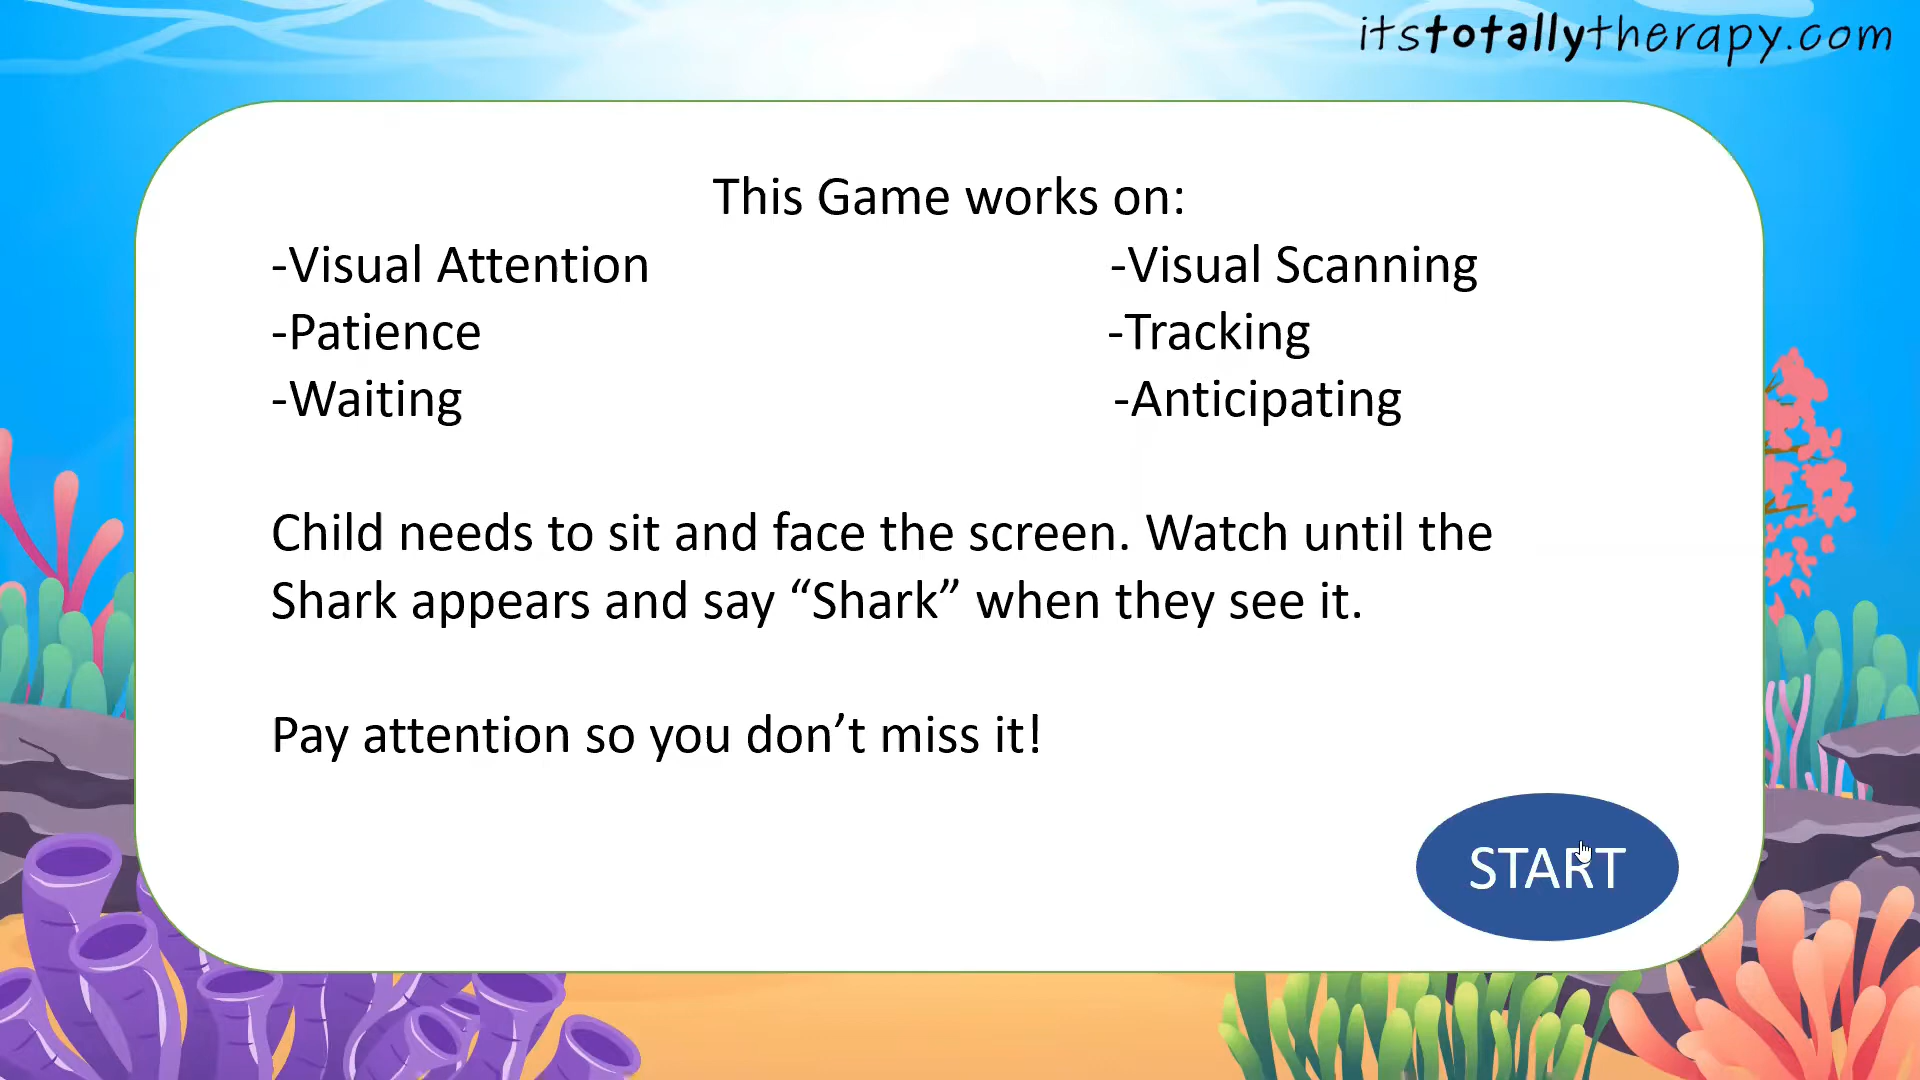 itstotallytherapy.com
This Game works on:
-Visual Attention -Visual Scanning
-Patience -Tracking
-Waiting -Anticipating
Child needs to sit and face the screen. Watch until the
Shark appears and say “Shark” when they see it.
Pay attention so you don’t miss it!
START